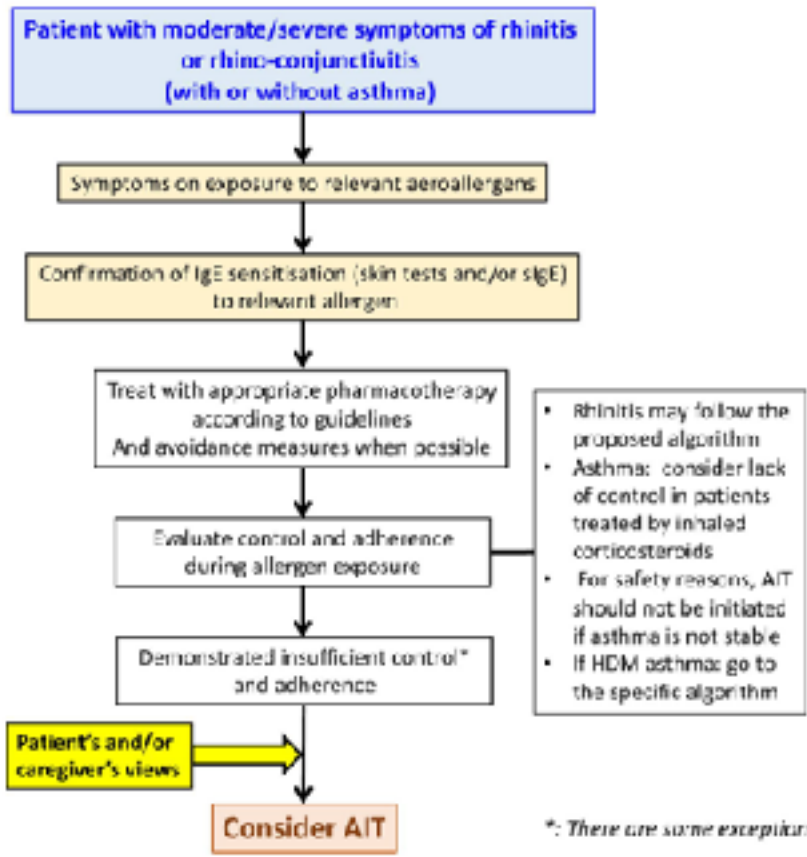 Patient with moderate/severe symptoms of rhinitis
or rhino-conjunctivitis
(with or without asthma)
Symptoms on exposure to relevant aeroallergens
Confirmation of IgE sensitisation (skin tests and/or sIgE)
to relevant allergen
Treat with appropriate pharmacotherapy
according to guidelines
And avoidance measures when possible
Evaluate control and adherence
during allergen exposure
• Rhinitis may follow the
proposed algorithm
• Asthma: consider lack
of control in patients
treated by inhaled
corticosteroids
• For safety reasons, AIT
should not be initiated
if asthma is not stable
• If HDM asthma: go to
the specific algorithm
Demonstrated insufficient control*
and adherence
Patient's and/or
caregiver's views
Consider AIT
*: There are some exception